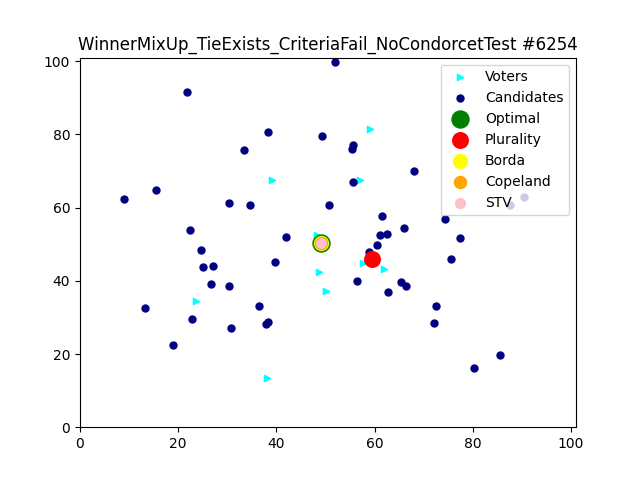 WinnerMixUp_TieExists_CriteriaFail_NoCondorcetTest #6254
100
80
60
40
20
0
0 20 40 60 80 100
Voters
Candidates
Optimal
Plurality
Borda
Copeland
STV